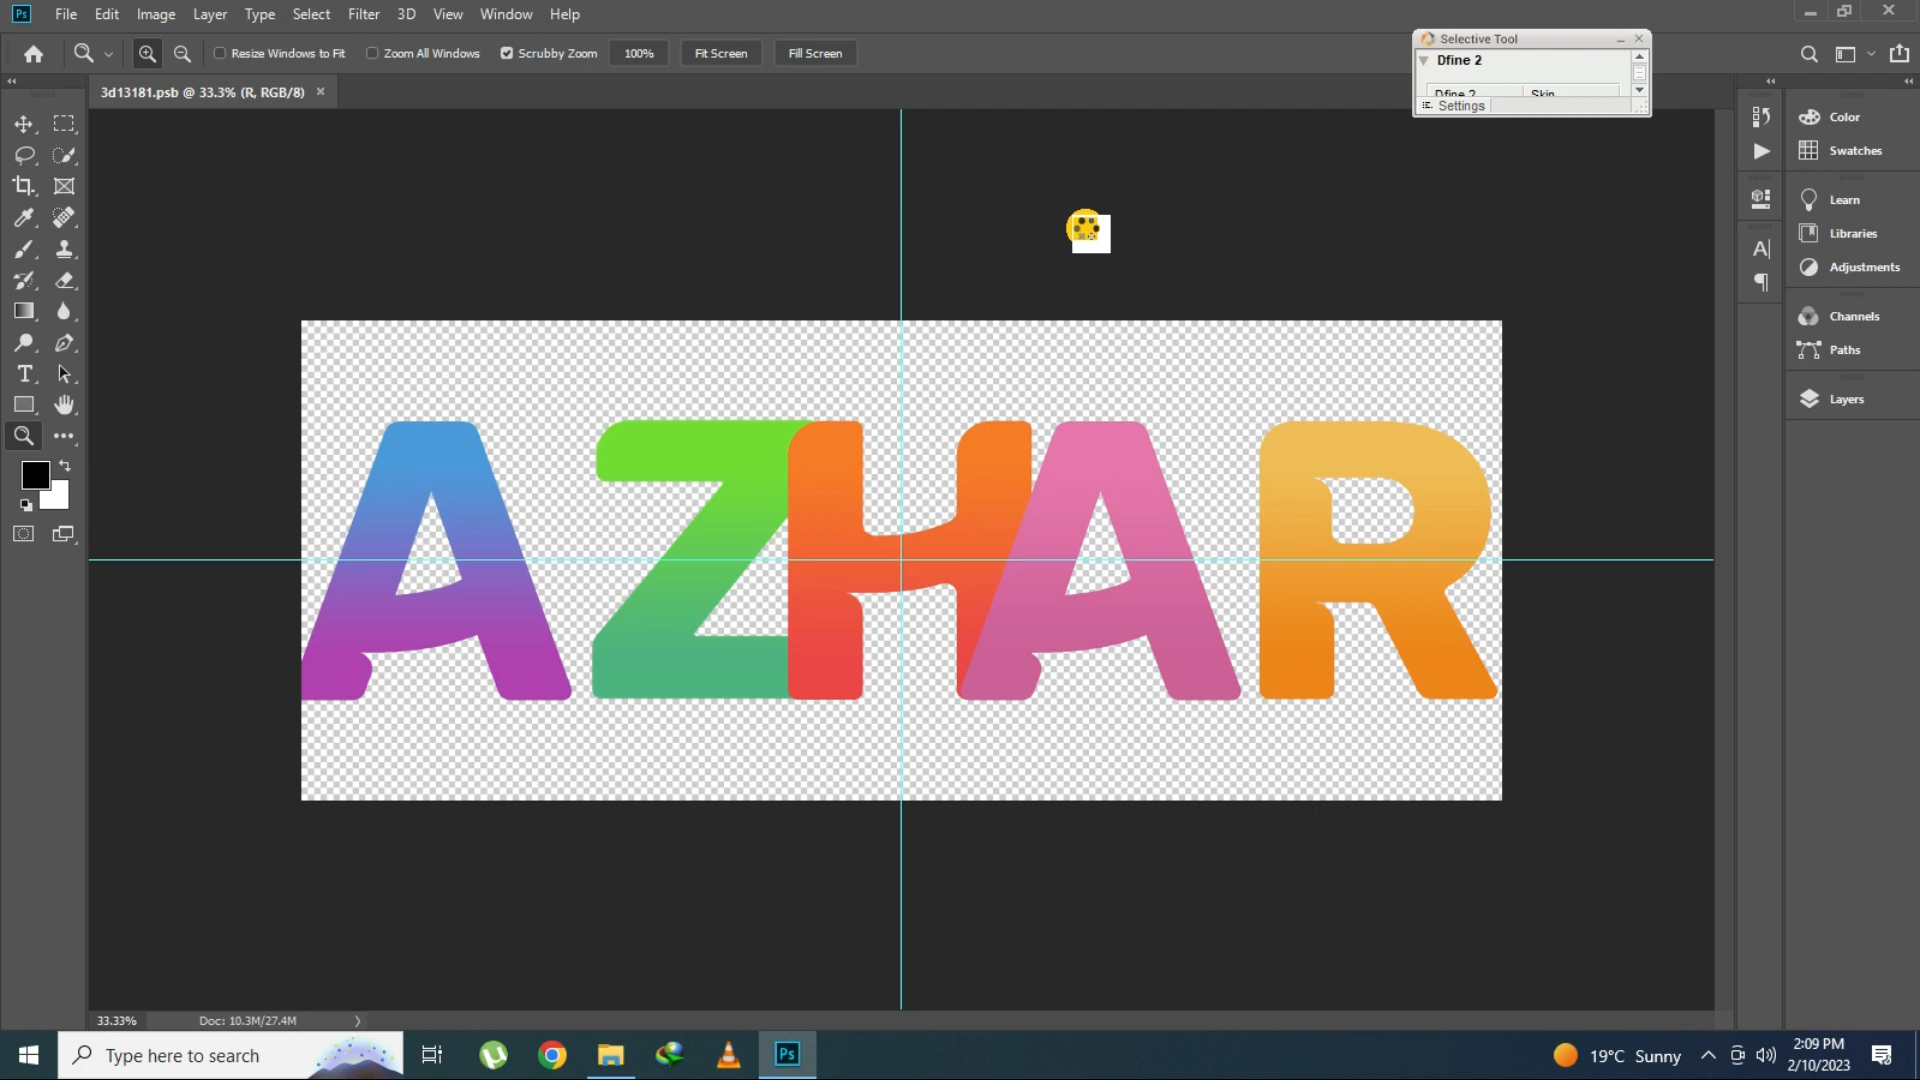 Ps File Edit Image Layer Type Select Filter 3D View Window Help
Resize Windows to Fit Zoom All Windows Scrubby Zoom 100% Fit Screen Fill Screen
Selective Tool
Dfine 2
Dfine 2 Skin
Settings
3d13181.psb @ 33.3% (R, RGB/8)
Color
Swatches
Learn
Libraries
Adjustments
Channels
Paths
Layers
AZHAR
33.33% Doc: 10.3M/27.4M
Type here to search
Ps
19°C Sunny
2:09 PM
2/10/2023